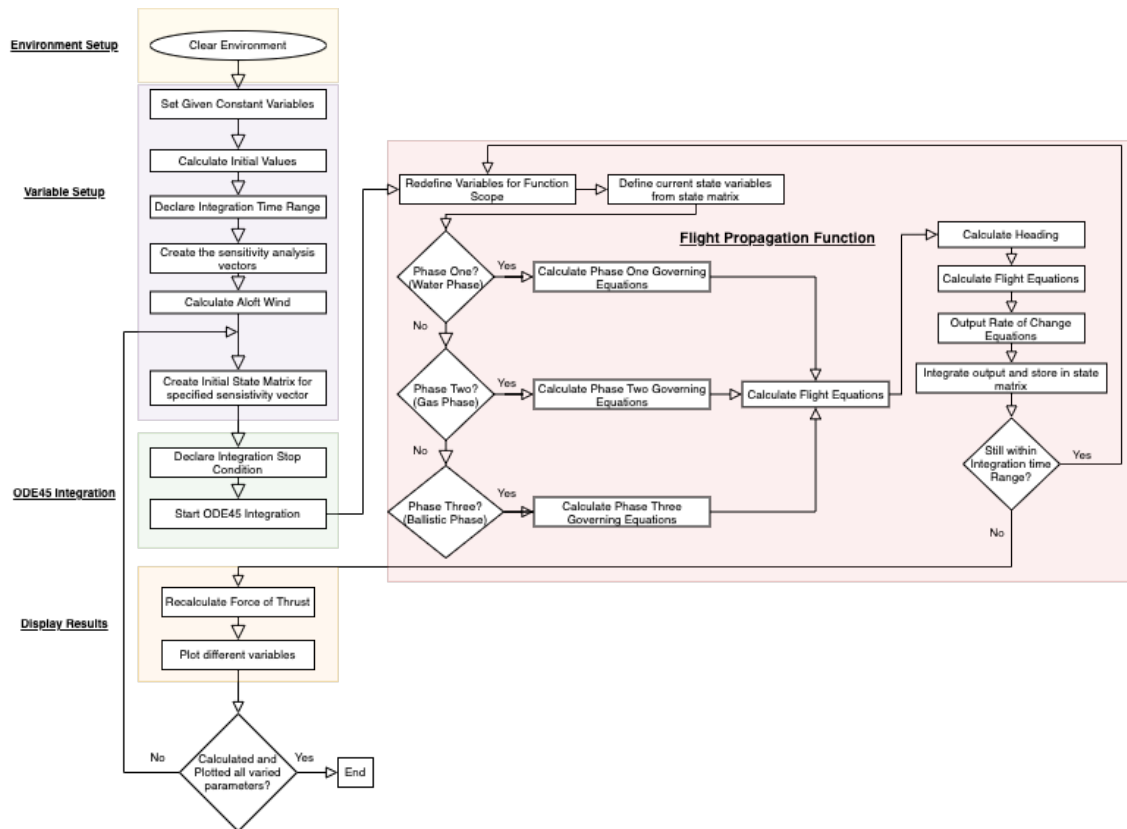 Environment Setup
Clear Environment
Set Given Constant Variables
Calculate Initial Values
Variable Setup
Declare Integration Time Range
Create the sensitivity analysis
vectors
Calculate Aloft Wind
Create Initial State Matrix for
specified sensistivity vector
Declare Integration Stop
Condition
ODE45 Integration
Start ODE45 Integration
Redefine Variables for Function
Scope
Define current state variables
from state matrix
Flight Propagation Function
Phase One?
(Water Phase)
Yes
Calculate Phase One Governing
Equations
No
Phase Two?
(Gas Phase)
Yes
Calculate Phase Two Governing
Equations
No
Phase Three?
(Ballistic Phase)
Yes
Calculate Phase Three
Governing Equations
Calculate Flight Equations
Calculate Heading
Calculate Flight Equations
Output Rate of Change
Equations
Integrate output and store in state
matrix
Still within
Integration time
Range?
Yes
No
Recalculate Force of Thrust
Display Results
Plot different variables
Calculated and
Plotted all varied
parameters?
No
Yes
End